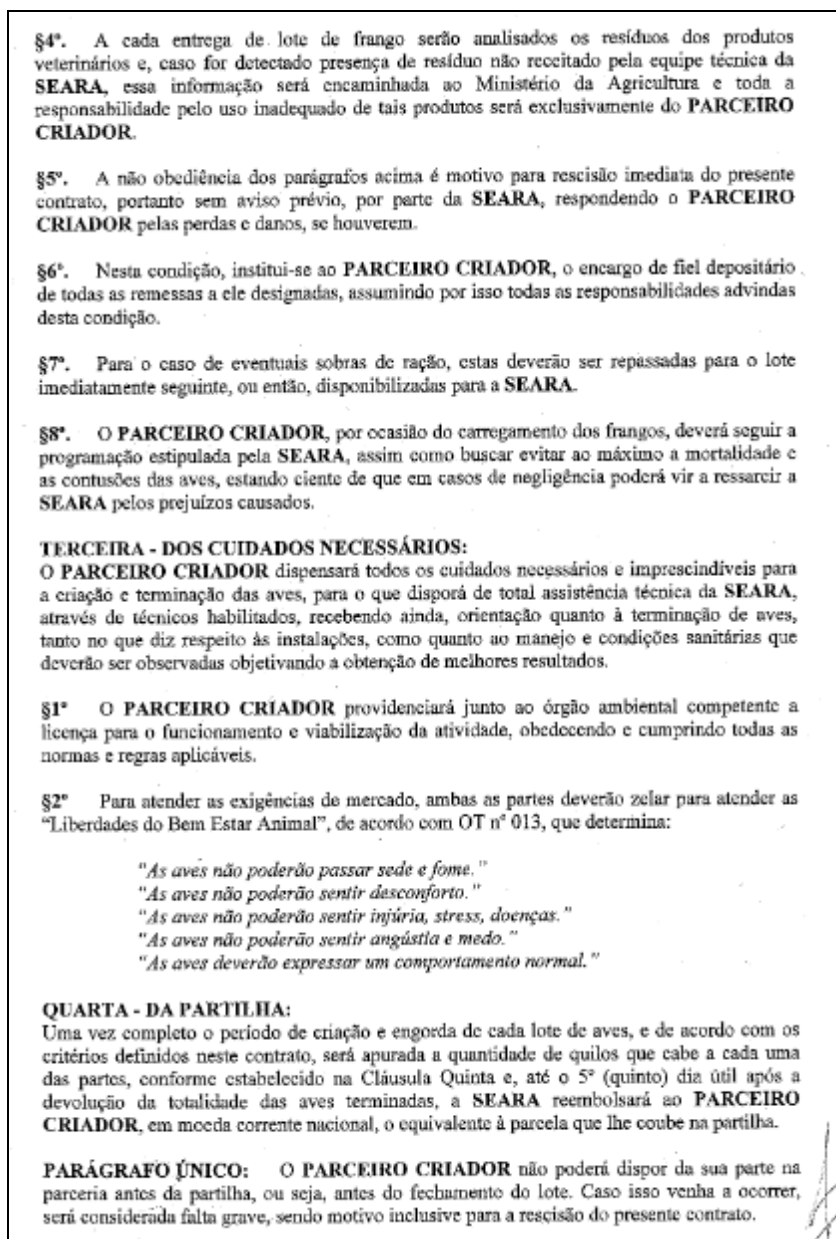 §4º. A cada entrega de lote de frango serão analisados os resíduos dos produtos
veterinários e, caso for detectado presença de resíduo não receitado pela equipe técnica da
SEARA, essa informação será encaminhada ao Ministério da Agricultura e toda a
responsabilidade pelo uso inadequado de tais produtos será exclusivamente do PARCEIRO
CRIADOR.
§5º. A não obediência dos parágrafos acima é motivo para rescisão imediata do presente
contrato, portanto sem aviso prévio, por parte da SEARA, respondendo o PARCEIRO
CRIADOR pelas perdas e danos, se houverem.
§6º. Nesta condição, institui-se ao PARCEIRO CRIADOR, o encargo de fiel depositário
de todas as remessas a ele designadas, assumindo por isso todas as responsabilidades advindas
desta condição.
§7º. Para o caso de eventuais sobras de ração, estas deverão ser repassadas para o lote
imediatamente seguinte, ou então, disponibilizadas para a SEARA.
§8º. O PARCEIRO CRIADOR, por ocasião do carregamento dos frangos, deverá seguir a
programação estipulada pela SEARA, assim como buscar evitar ao máximo a mortalidade e
as contusões das aves, estando ciente de que em casos de negligência poderá vir a ressarcir a
SEARA pelos prejuízos causados.
TERCEIRA - DOS CUIDADOS NECESSÁRIOS:
O PARCEIRO CRIADOR dispensará todos os cuidados necessários e imprescindíveis para
a criação e terminação das aves, para o que disporá de total assistência técnica da SEARA,
através de técnicos habilitados, recebendo ainda, orientação quanto à terminação de aves,
tanto no que diz respeito às instalações, como quanto ao manejo e condições sanitárias que
deverão ser observadas objetivando a obtenção de melhores resultados.
§1º O PARCEIRO CRIADOR providenciará junto ao órgão ambiental competente a
licença para o funcionamento e viabilização da atividade, obedecendo e cumprindo todas as
normas e regras aplicáveis.
§2º Para atender as exigências de mercado, ambas as partes deverão zelar para atender as
“Liberdades do Bem Estar Animal”, de acordo com OT nº 013, que determina:
"As aves não poderão passar sede e fome."
"As aves não poderão sentir desconforto."
"As aves não poderão sentir injúria, stress, doenças."
"As aves não poderão sentir angústia e medo."
"As aves deverão expressar um comportamento normal."
QUARTA - DA PARTILHA:
Uma vez completo o período de criação e engorda de cada lote de aves, e de acordo com os
critérios definidos neste contrato, será apurada a quantidade de quilos que cabe a cada uma
das partes, conforme estabelecido na Cláusula Quinta e, até o 5º (quinto) dia útil após a
devolução da totalidade das aves terminadas, a SEARA reembolsará ao PARCEIRO
CRIADOR, em moeda corrente nacional, o equivalente à parcela que lhe coube na partilha.
PARÁGRAFO ÚNICO: O PARCEIRO CRIADOR não poderá dispor da sua parte na
parceria antes da partilha, ou seja, antes do fechamento do lote. Caso isso venha a ocorrer,
será considerada falta grave, sendo motivo inclusive para a rescisão do presente contrato.